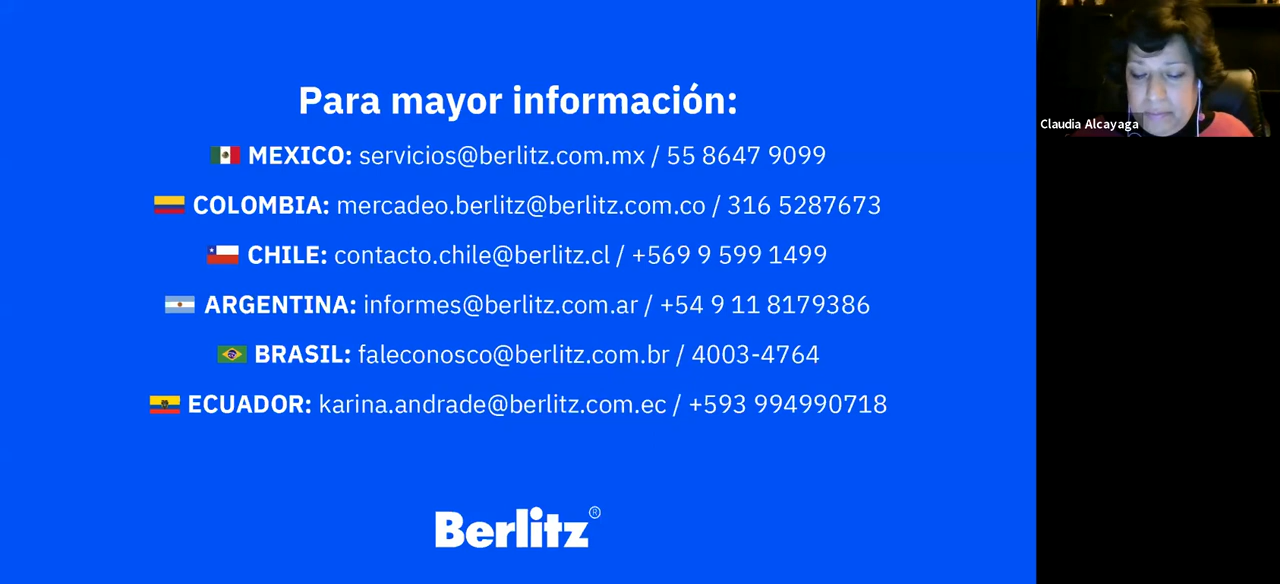 Para mayor información:
MEXICO: servicios@berlitz.com.mx / 55 8647 9099
COLOMBIA: mercadeo.berlitz@berlitz.com.co / 316 5287673
CHILE: contacto.chile@berlitz.cl / +569 9 599 1499
ARGENTINA: informes@berlitz.com.ar / +54 9 11 8179386
BRASIL: faleconosco@berlitz.com.br / 4003-4764
ECUADOR: karina.andrade@berlitz.com.ec / +593 994990718
Berlitz®
Claudia Alcayaga